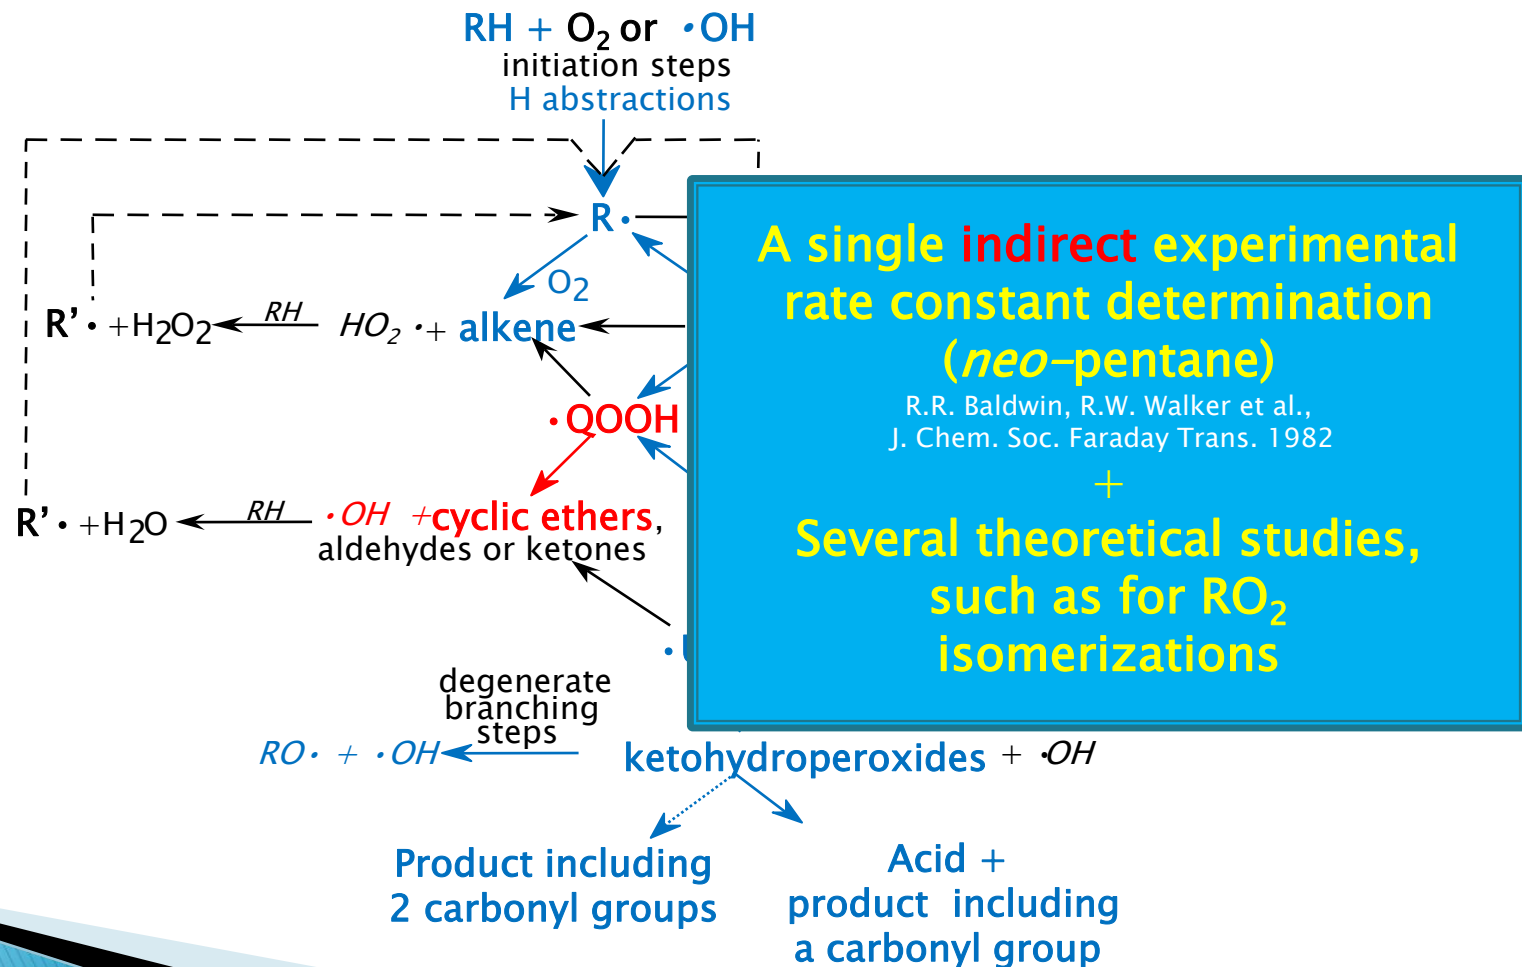 RH + O₂ or •OH
initiation steps
H abstractions
R•
O₂
R'• +H₂O₂
RH
HO₂ •+ alkene
•QOOH
R'• +H₂O
RH
•OH +cyclic ethers,
aldehydes or ketones
A single indirect experimental
rate constant determination
(neo-pentane)
R.R. Baldwin, R.W. Walker et al.,
J. Chem. Soc. Faraday Trans. 1982
+
Several theoretical studies,
such as for RO₂
isomerizations
degenerate
branching
steps
RO• + •OH
ketohydroperoxides + •OH
Product including
2 carbonyl groups
Acid +
product including
a carbonyl group